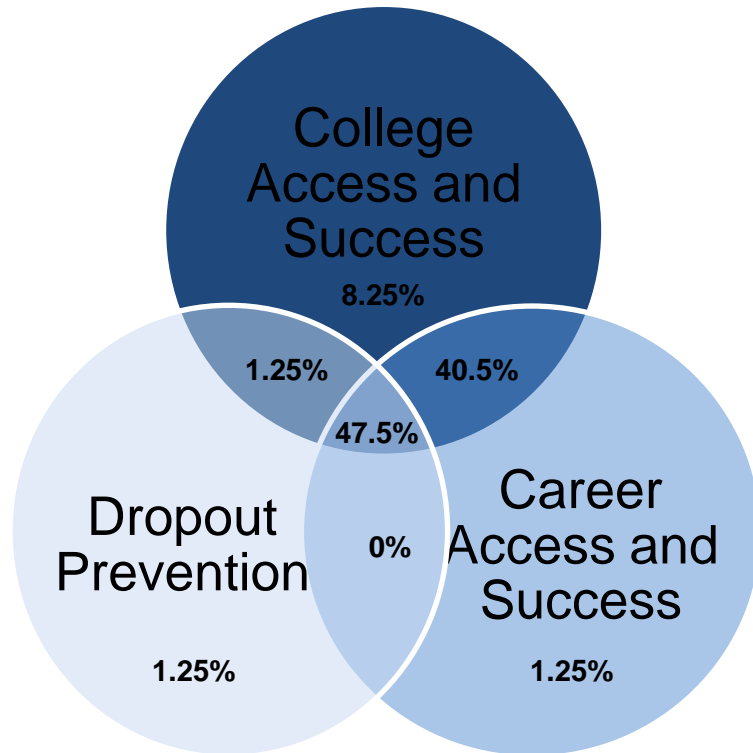 College
Access and
Success
8.25%
1.25%
40.5%
47.5%
Dropout
Prevention
0%
Career
Access and
Success
1.25%
1.25%